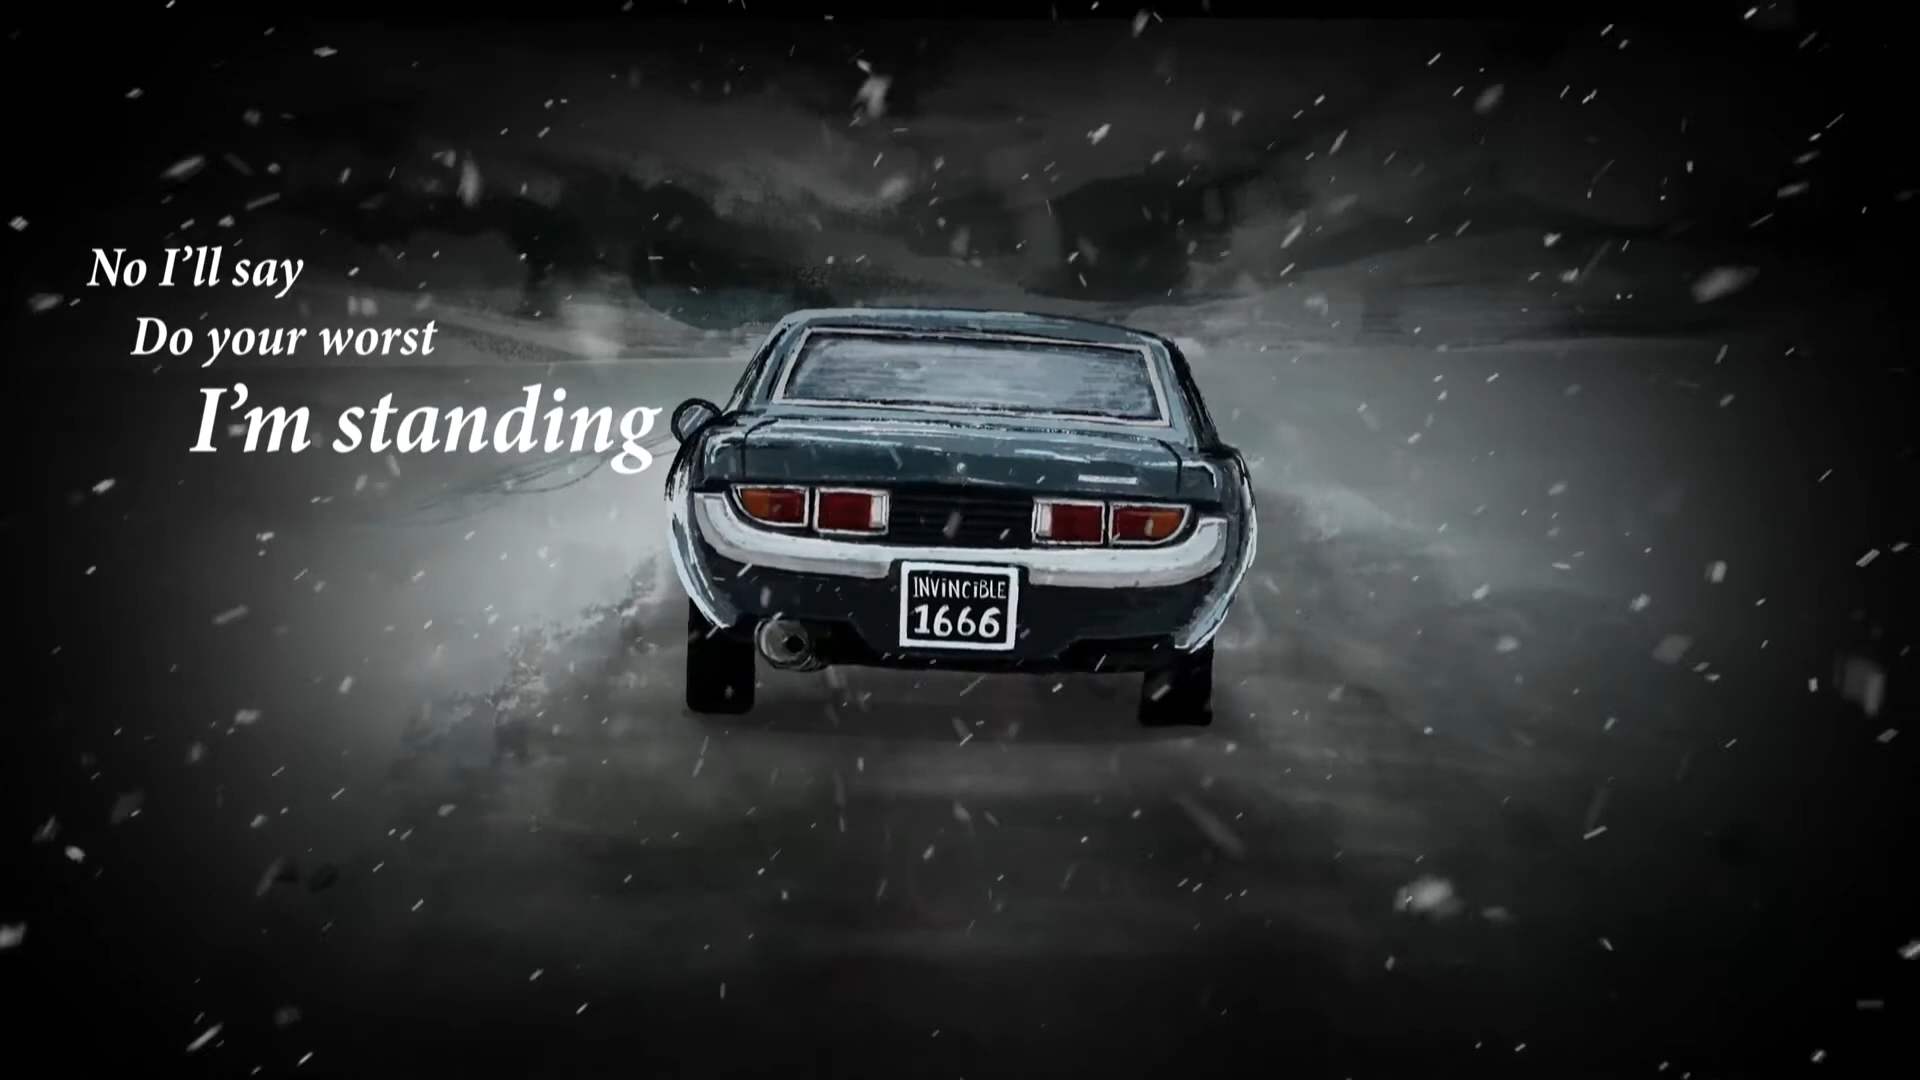 No I’ll say
Do your worst
I’m standing
INVINCIBLE
1666